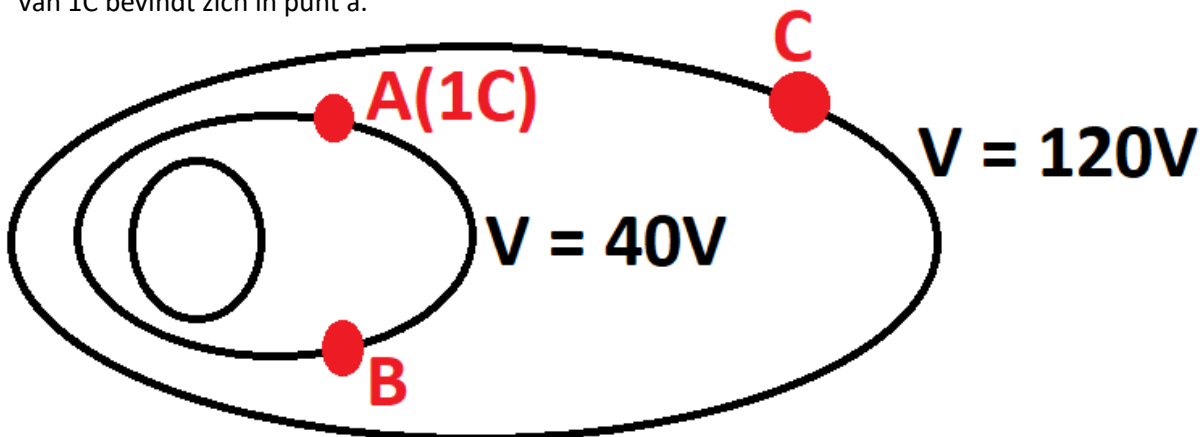 van 1C bevindt zich in punt a.
C
A(1C)
V = 120V
V = 40V
B